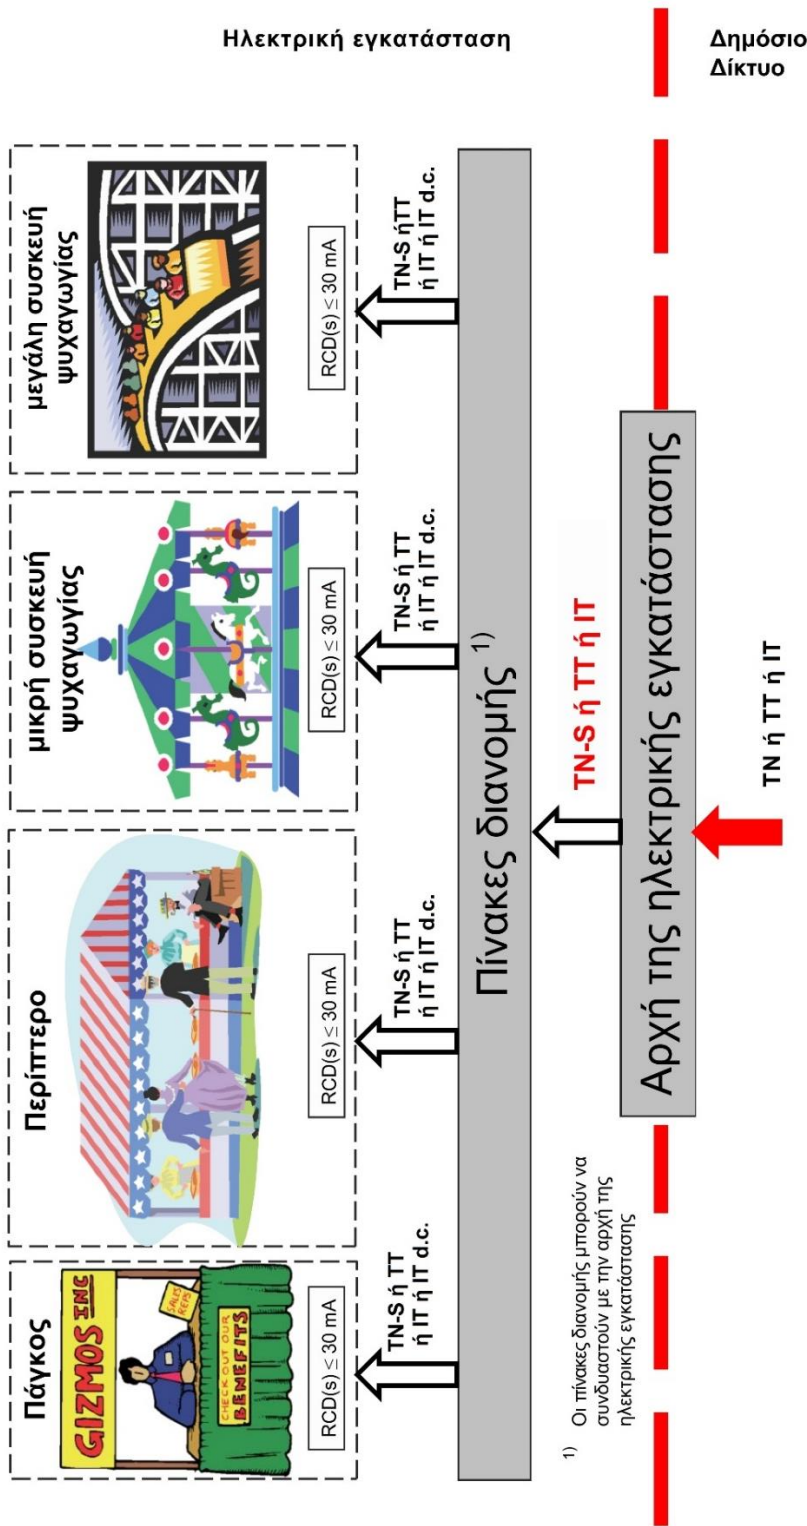 Ηλεκτρική εγκατάσταση
Δημόσιο
Δίκτυο
Πάγκος
GIZMOS INC
SALES
REPS
CHECK OUT OUR
BENEFITS
RCD(s) ≤ 30 mA
Περίπτερο
RCD(s) ≤ 30 mA
μικρή συσκευή
ψυχαγωγίας
RCD(s) ≤ 30 mA
μεγάλη συσκευή
ψυχαγωγίας
RCD(s) ≤ 30 mA
TN-S ή TT
ή IT ή IT d.c.
TN-S ή TT
ή IT ή IT d.c.
TN-S ή TT
ή IT ή IT d.c.
TN-S ήTT
ή IT ή IT d.c.
Πίνακες διανομής 1)
TN-S ή TT ή IT
Αρχή της ηλεκτρικής εγκατάστασης
TN ή TT ή IT
1) Οι πίνακες διανομής μπορούν να
συνδυαστούν με την αρχή της
ηλεκτρικής εγκατάστασης